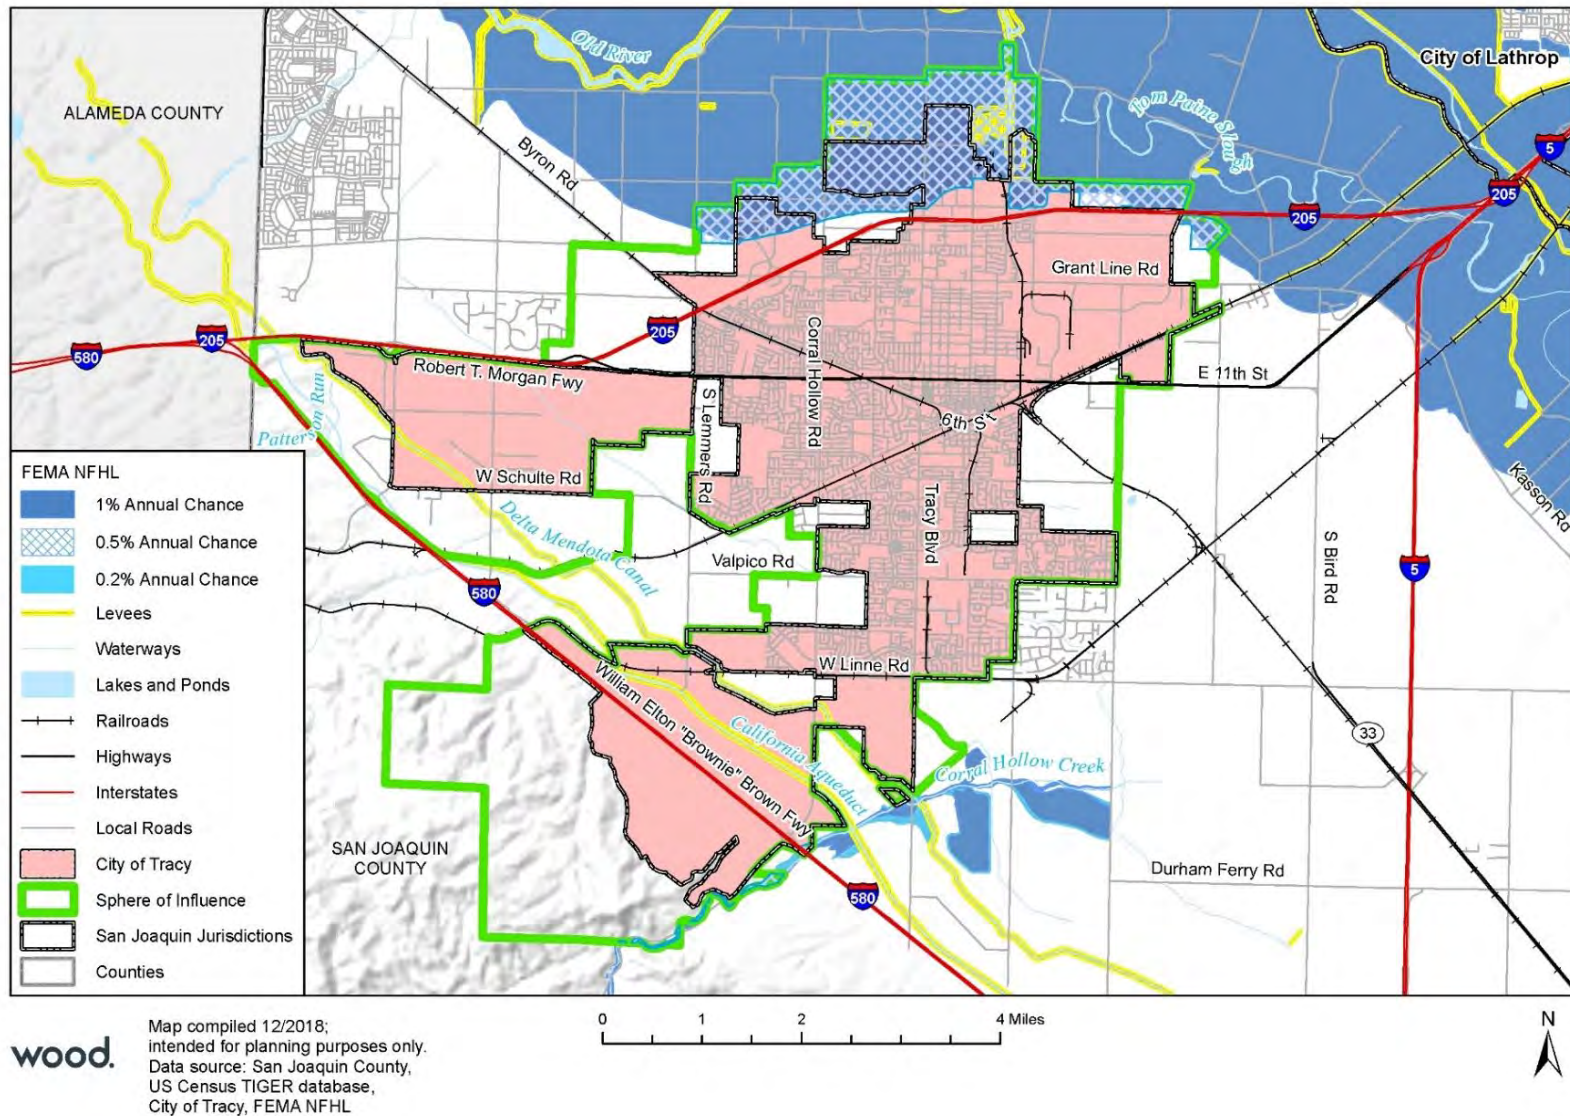 Old River
City of Lathrop
ALAMEDA COUNTY
Tom Paine Slough
Byron Rd
5
205
205
Grant Line Rd
205
205
580
Corral Hollow Rd
Robert T. Morgan Fwy
E 11th St
S Lemmers Rd
6th St
Patterson Run
W Schulte Rd
Kasson Rd
Tracy Blvd
Delta Mendota Canal
S Bird Rd
Valpico Rd
5
580
W Linne Rd
William Elton "Brownie" Brown Fwy
California Aqueduct
33
Corral Hollow Creek
SAN JOAQUIN
COUNTY
Durham Ferry Rd
580
FEMA NFHL
1% Annual Chance
0.5% Annual Chance
0.2% Annual Chance
Levees
Waterways
Lakes and Ponds
Railroads
Highways
Interstates
Local Roads
City of Tracy
Sphere of Influence
San Joaquin Jurisdictions
Counties
wood.
Map compiled 12/2018;
intended for planning purposes only.
Data source: San Joaquin County,
US Census TIGER database,
City of Tracy, FEMA NFHL
0 1 2 4 Miles
N